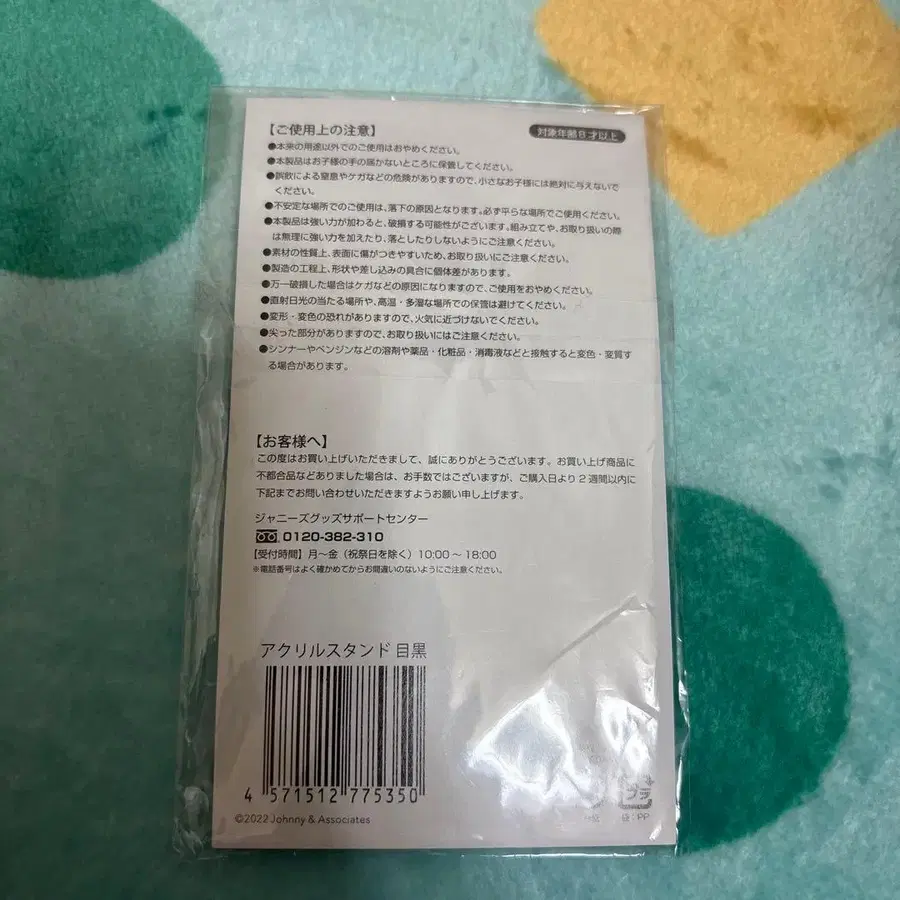 【ご使用上の注意】
対象年齢8才以上
●本来の用途以外でのご使用はおやめください。
●本製品はお子様の手の届かないところに保管してください。
●誤飲による窒息やケガなどの危険がありますので、小さなお子様には絶対に与えないで
ください。
●不安定な場所でのご使用は、落下の原因となります。必ず平らな場所でご使用ください。
●本製品は強い力が加わると、破損する可能性がございます。組み立てや、お取り扱いの際
は無理に強い力を加えたり、落としたりしないようにご注意ください。
●素材の性質上、表面に傷がつきやすいため、お取り扱いにご注意ください。
●製造の工程上、形状や差し込みの具合に個体差があります。
●万一破損した場合はケガなどの原因になりますので、ご使用をおやめください。
●直射日光の当たる場所や、高温・多湿な場所での保管は避けてください。
●変形・変色の恐れがありますので、火気に近づけないでください。
●尖った部分がありますので、お取り扱いにはご注意ください。
●シンナーやベンジンなどの溶剤や薬品・化粧品・消毒液などと接触すると変色・変質す
る場合があります。
【お客様へ】
この度はお買い上げいただきまして、誠にありがとうございます。お買い上げ商品に
不都合品などありました場合は、お手数ではございますが、ご購入日より2週間以内に
下記までお問い合わせいただきますようお願い申し上げます。
ジャニーズグッズサポートセンター
0120-382-310
【受付時間】月〜金（祝祭日を除く）10:00〜18:00
※電話番号はよく確かめてからお間違いのないようにご注意ください。
アクリルスタンド 目黒
4 571512 775350
©2022 Johnny & Associates
プラ
袋：PP